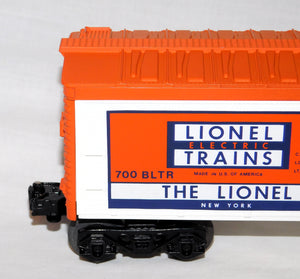 LIONEL
ELECTRIC
TRAINS
700 BLTR
MADE IN U.S. OF AMERICA
THE LIONEL
NEW YORK